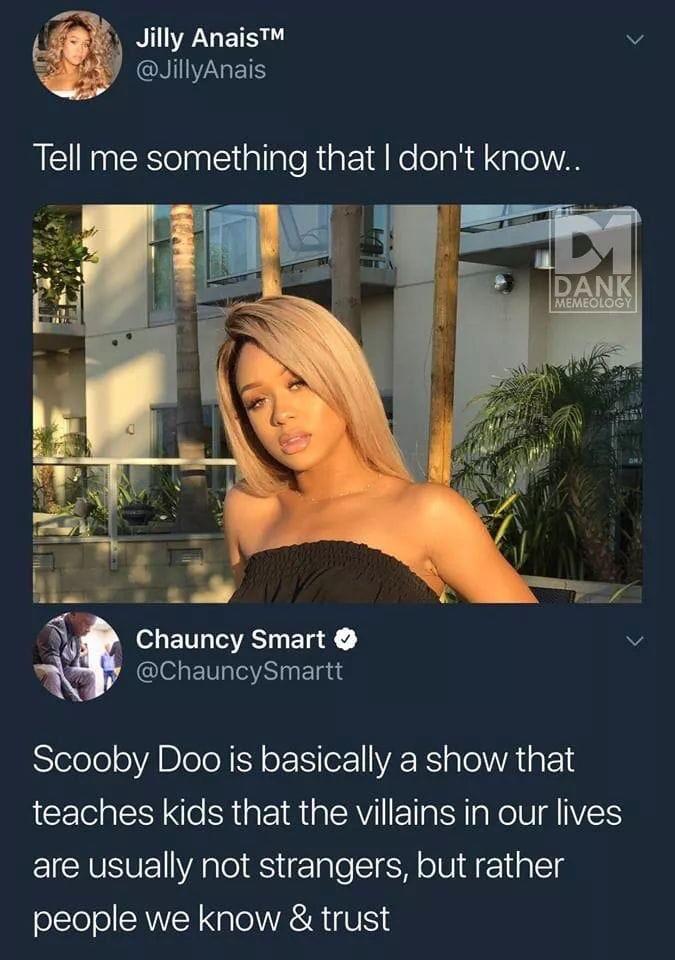 Jilly Anais™
@JillyAnais
Tell me something that I don't know..
DM
DANK
MEMEOLOGY
Chauncy Smart
@ChauncySmartt
Scooby Doo is basically a show that
teaches kids that the villains in our lives
are usually not strangers, but rather
people we know & trust